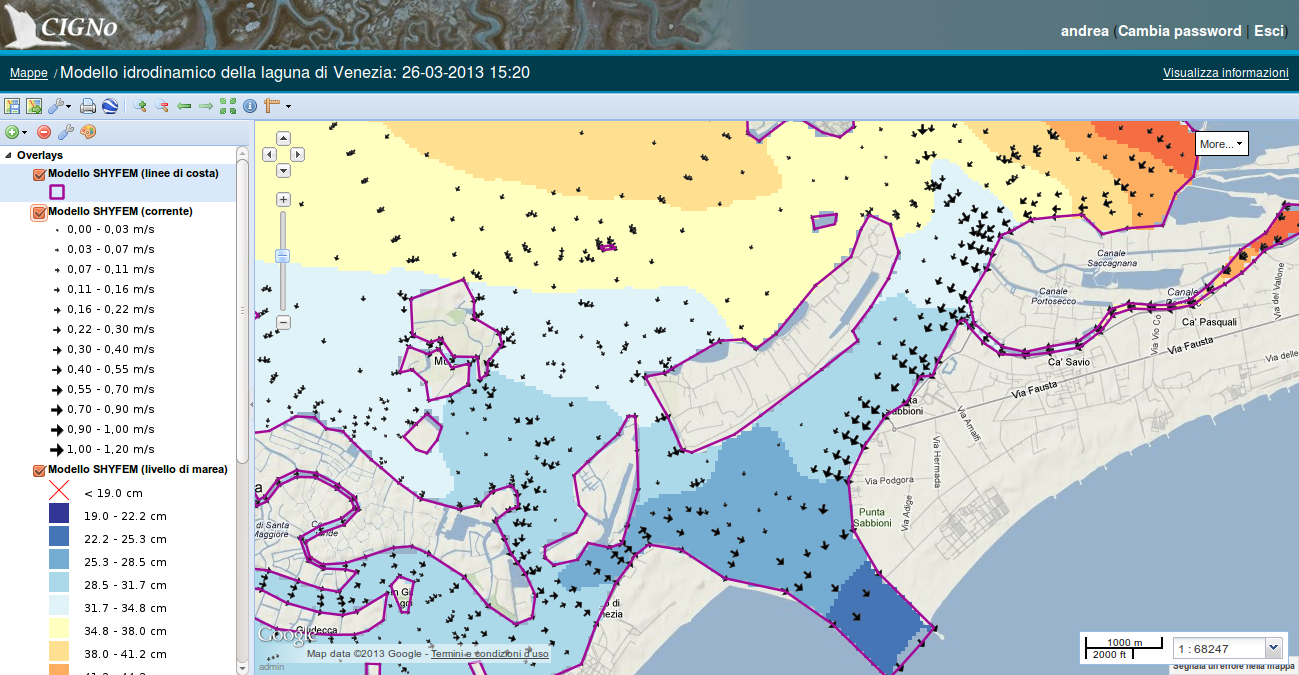 CIGNo
andrea (Cambia password | Esci)
Mappe / Modello idrodinamico della laguna di Venezia: 26-03-2013 15:20
Visualizza informazioni
Overlays
Modello SHYFEM (linee di costa)
Modello SHYFEM (corrente)
0,00 - 0,03 m/s
0,03 - 0,07 m/s
0,07 - 0,11 m/s
0,11 - 0,16 m/s
0,16 - 0,22 m/s
0,22 - 0,30 m/s
0,30 - 0,40 m/s
0,40 - 0,55 m/s
0,55 - 0,70 m/s
0,70 - 0,90 m/s
0,90 - 1,00 m/s
1,00 - 1,20 m/s
Modello SHYFEM (livello di marea)
< 19.0 cm
19.0 - 22.2 cm
22.2 - 25.3 cm
25.3 - 28.5 cm
28.5 - 31.7 cm
31.7 - 34.8 cm
34.8 - 38.0 cm
38.0 - 41.2 cm
More...
Canale
Saccagnana
Canale
Portosecco
Canale
Via del Vallone
Ca' Pasquali
Via Vio Cò
Via Fausta
Ca' Savio
Via delle
Via Fausta
Via Amalfi
Via Hermada
Via Podgora
Via Adige
Punta
Sabbioni
di Santa
Maggiore
Giudecca
Google
Map data ©2013 Google - Termini e condizioni d'uso
admin
1000 m
2000 ft
1 : 68247
Segnala un errore nella mappa